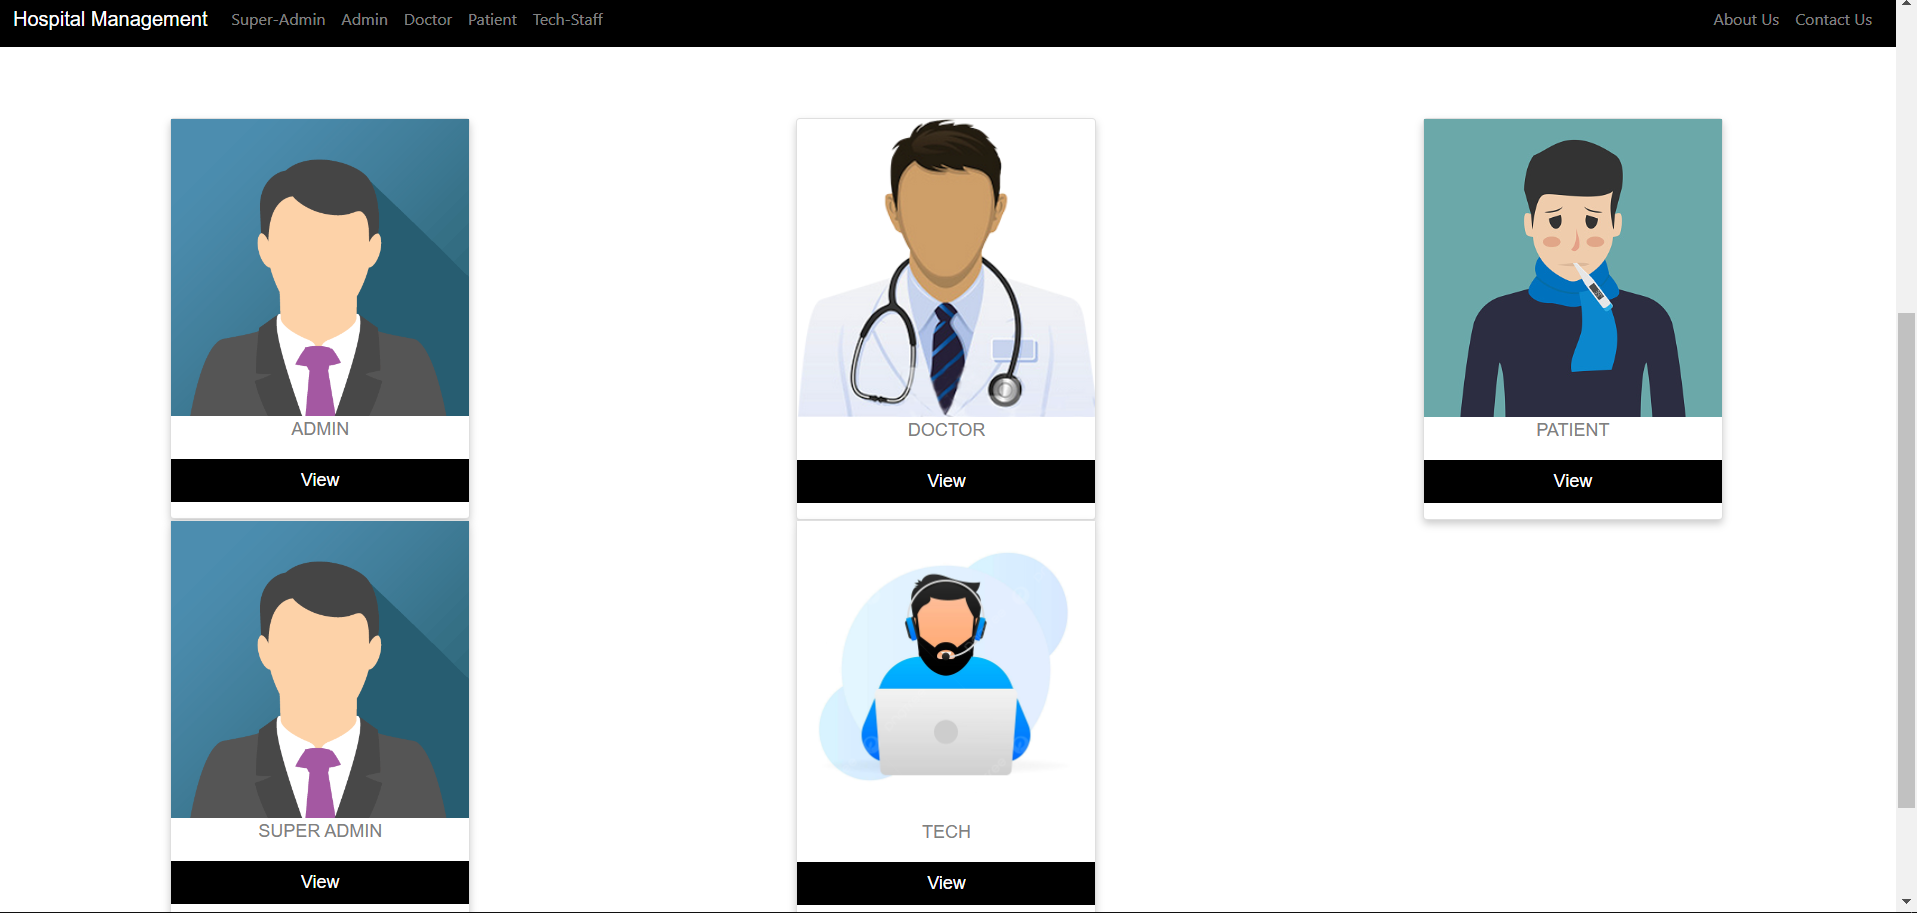 Hospital Management Super-Admin Admin Doctor Patient Tech-Staff About Us Contact Us
ADMIN DOCTOR PATIENT
View View View
SUPER ADMIN TECH
View View